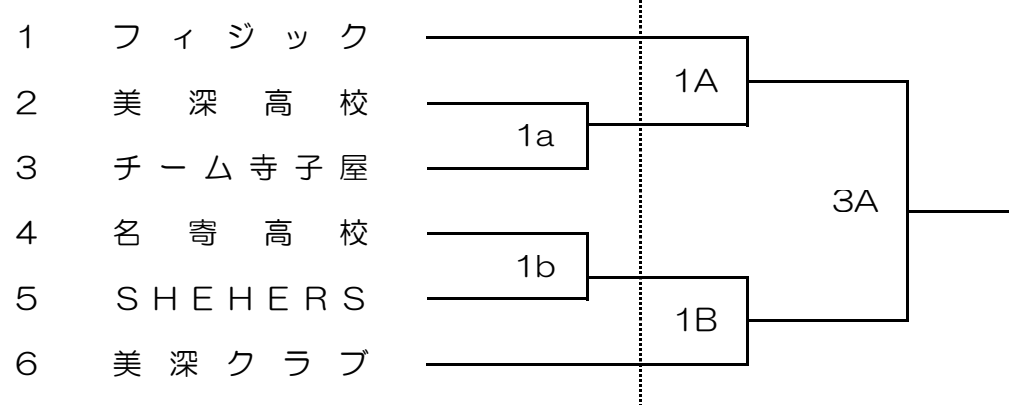 1 フィジック
1A
2 美深高校
1a
3 チーム寺子屋
3A
4 名寄高校
1b
5 SHEHERS
1B
6 美深クラブ